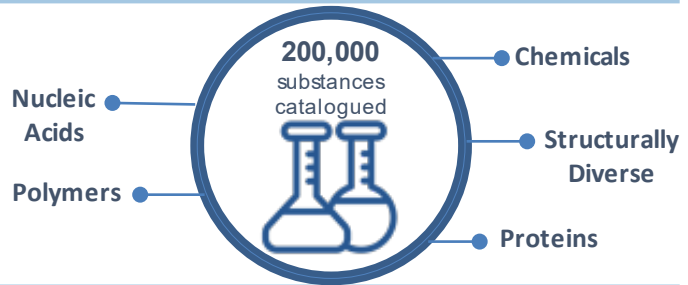 200,000
substances
catalogued
Nucleic
Acids
Polymers
Chemicals
Structurally
Diverse
Proteins